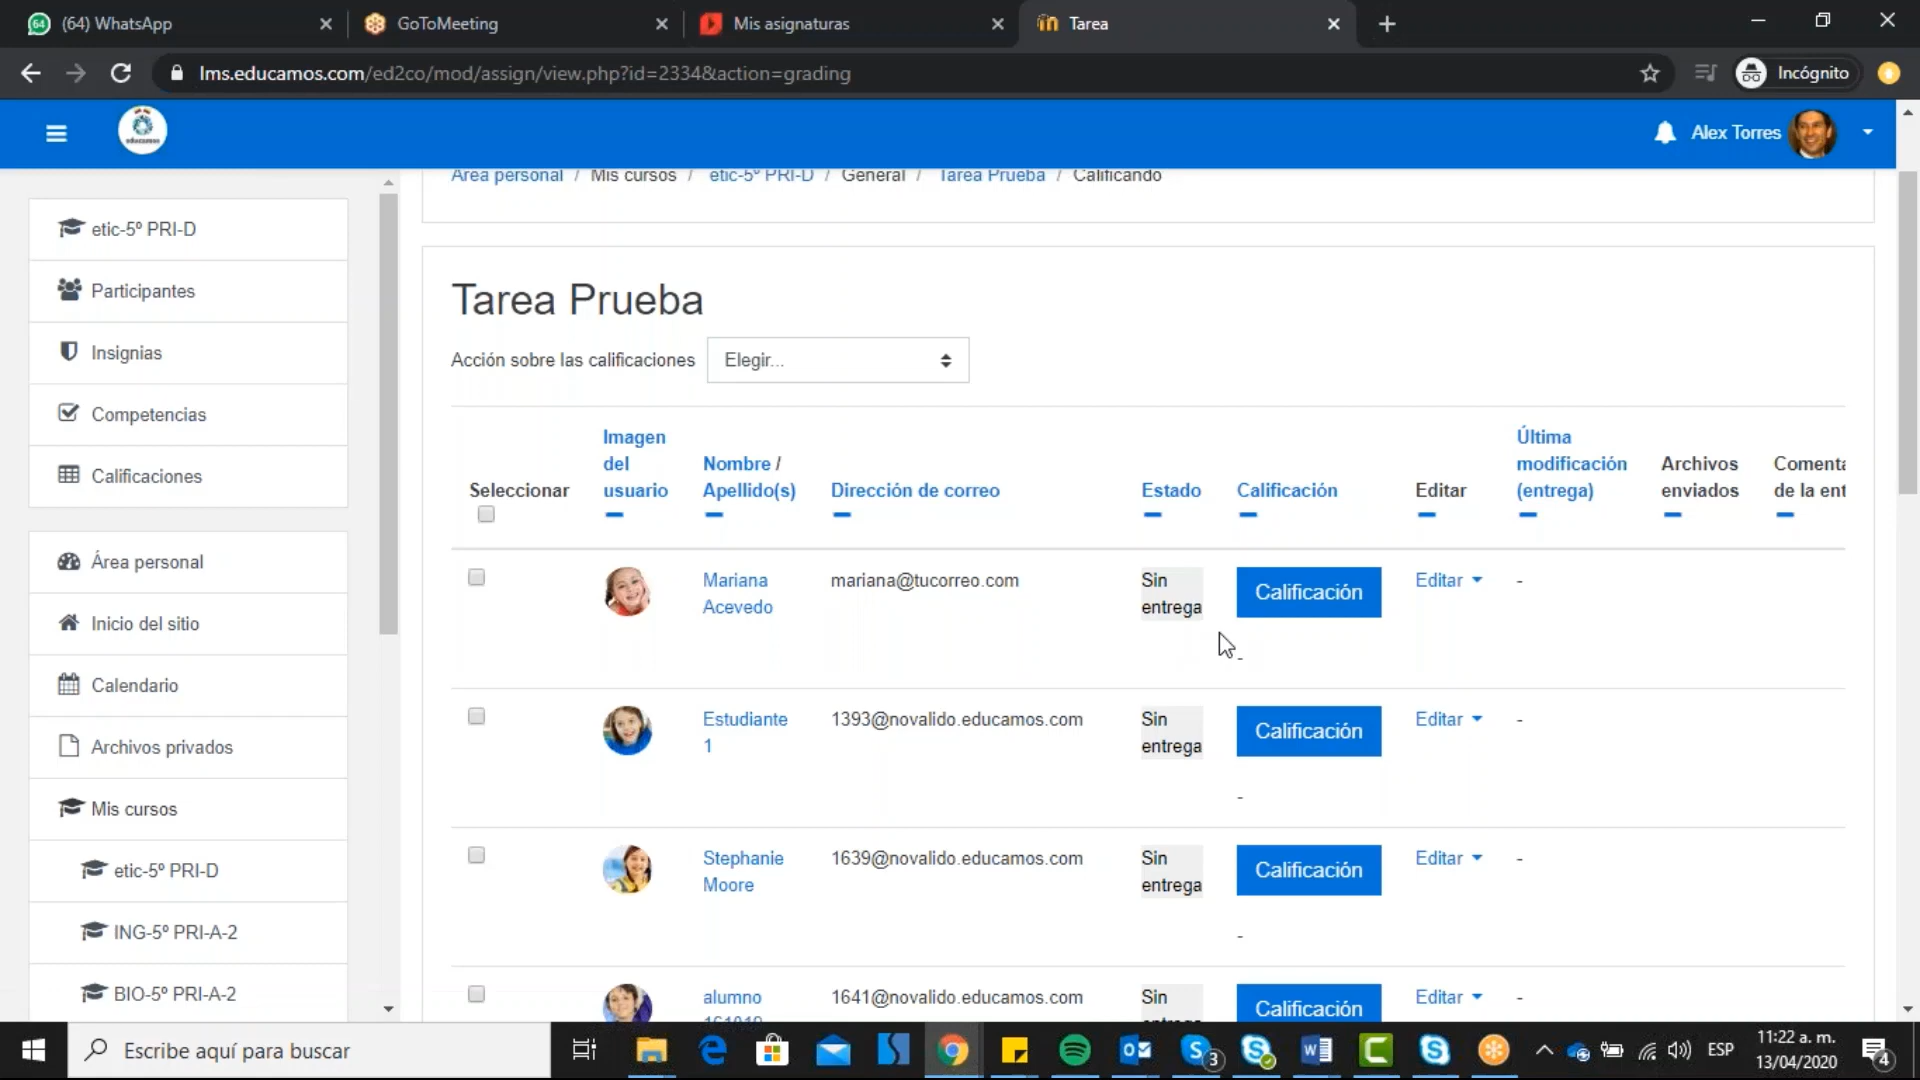 (64) WhatsApp
GoToMeeting
Mis asignaturas
Tarea
lms.educamos.com/ed2co/mod/assign/view.php?id=2334&action=grading
Incógnito
Alex Torres
Área personal / Mis cursos / etic-5º PRI-D / General / Tarea Prueba / Calificando
etic-5º PRI-D
Participantes
Insignias
Competencias
Calificaciones
Área personal
Inicio del sitio
Calendario
Archivos privados
Mis cursos
etic-5º PRI-D
ING-5º PRI-A-2
BIO-5º PRI-A-2
Tarea Prueba
Acción sobre las calificaciones Elegir...
Seleccionar
Imagen
del
usuario
Nombre /
Apellido(s)
Dirección de correo
Estado
Calificación
Editar
Última
modificación
(entrega)
Archivos
enviados
Comenta
de la ent
Mariana
Acevedo
mariana@tucorreo.com
Sin
entrega
Calificación
-
Editar
-
Estudiante
1
1393@novalido.educamos.com
Sin
entrega
Calificación
-
Editar
-
Stephanie
Moore
1639@novalido.educamos.com
Sin
entrega
Calificación
-
Editar
-
alumno
1641@novalido.educamos.com
Sin
Calificación
Editar
-
Escribe aquí para buscar
3
ESP
11:22 a. m.
13/04/2020
4